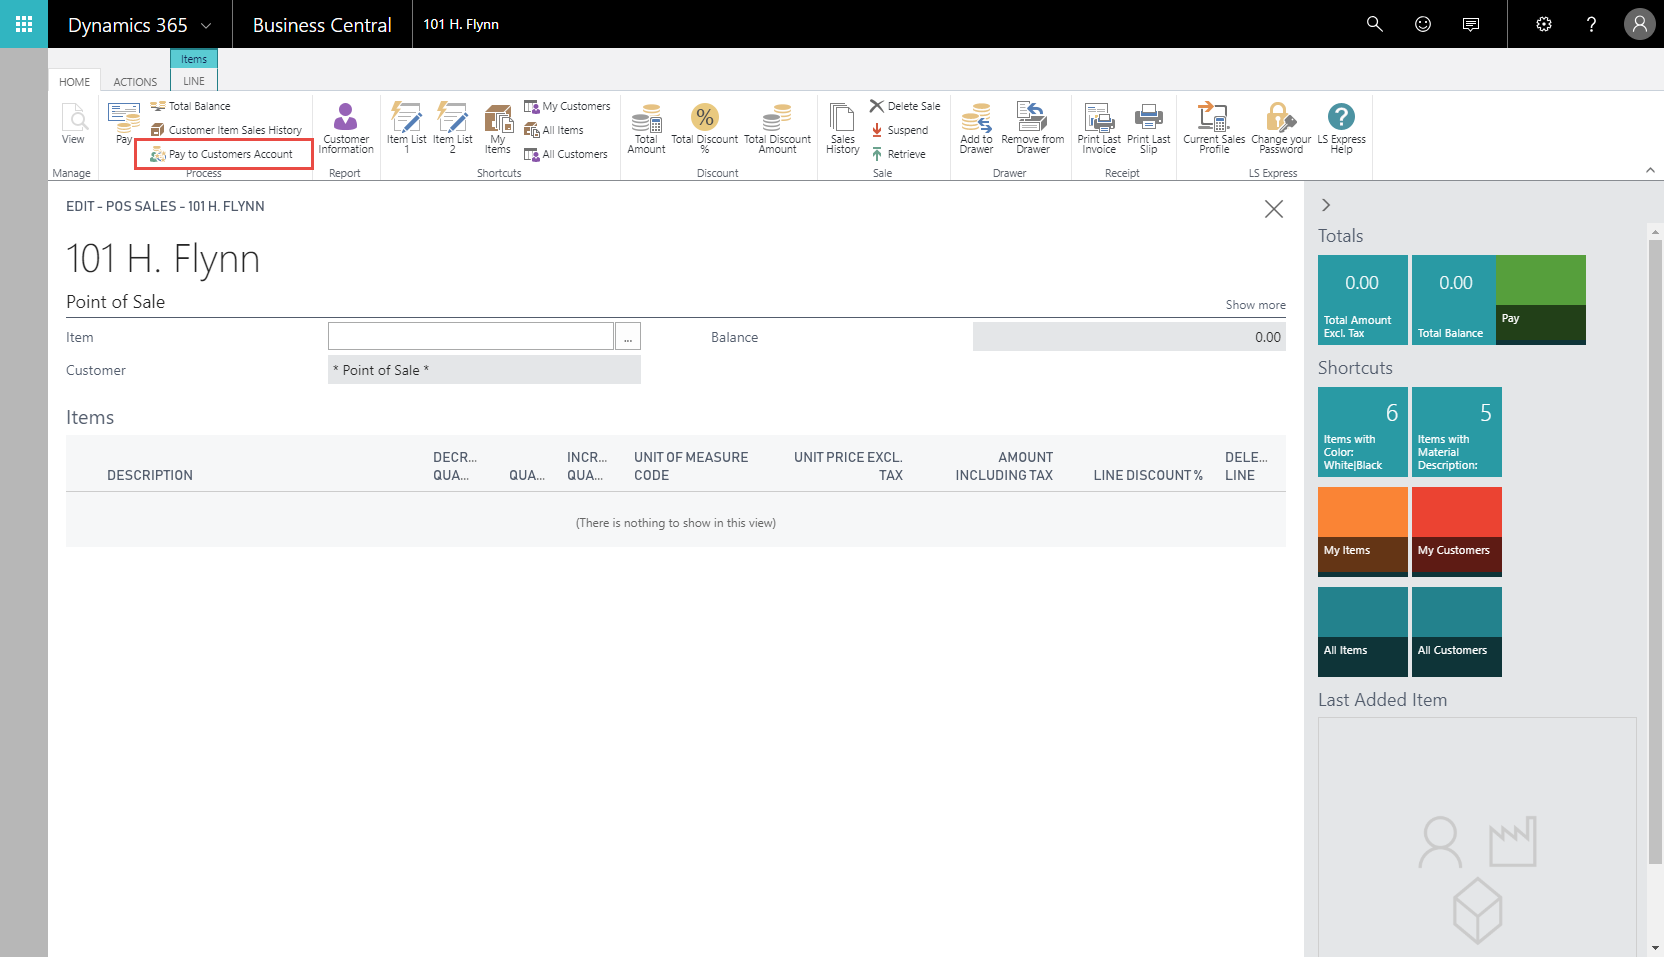 Dynamics 365
Business Central
101 H. Flynn
?
Items
HOME
ACTIONS
LINE
View
Manage
Pay
Total Balance
Customer Item Sales History
Pay to Customers Account
Process
Customer
Information
Report
Item List
1
Item List
2
My
Items
My Customers
All Items
All Customers
Shortcuts
Total
Amount
%
Total Discount
%
Total Discount
Amount
Discount
Sales
History
Delete Sale
Suspend
Retrieve
Sale
Add to
Drawer
Remove from
Drawer
Drawer
Print Last
Invoice
Print Last
Slip
Receipt
Current Sales
Profile
Change your
Password
?
LS Express
Help
LS Express
EDIT - POS SALES - 101 H. FLYNN
101 H. Flynn
Point of Sale
Show more
Item
...
Balance
0.00
Customer
* Point of Sale *
Items
DESCRIPTION
DECR...
QUA...
QUA...
INCR...
QUA...
UNIT OF MEASURE
CODE
UNIT PRICE EXCL.
TAX
AMOUNT
INCLUDING TAX
LINE DISCOUNT %
DELE...
LINE
(There is nothing to show in this view)
Totals
0.00
Total Amount
Excl. Tax
0.00
Total Balance
Pay
Shortcuts
6
Items with
Color:
White|Black
5
Items with
Material
Description:
My Items
My Customers
All Items
All Customers
Last Added Item